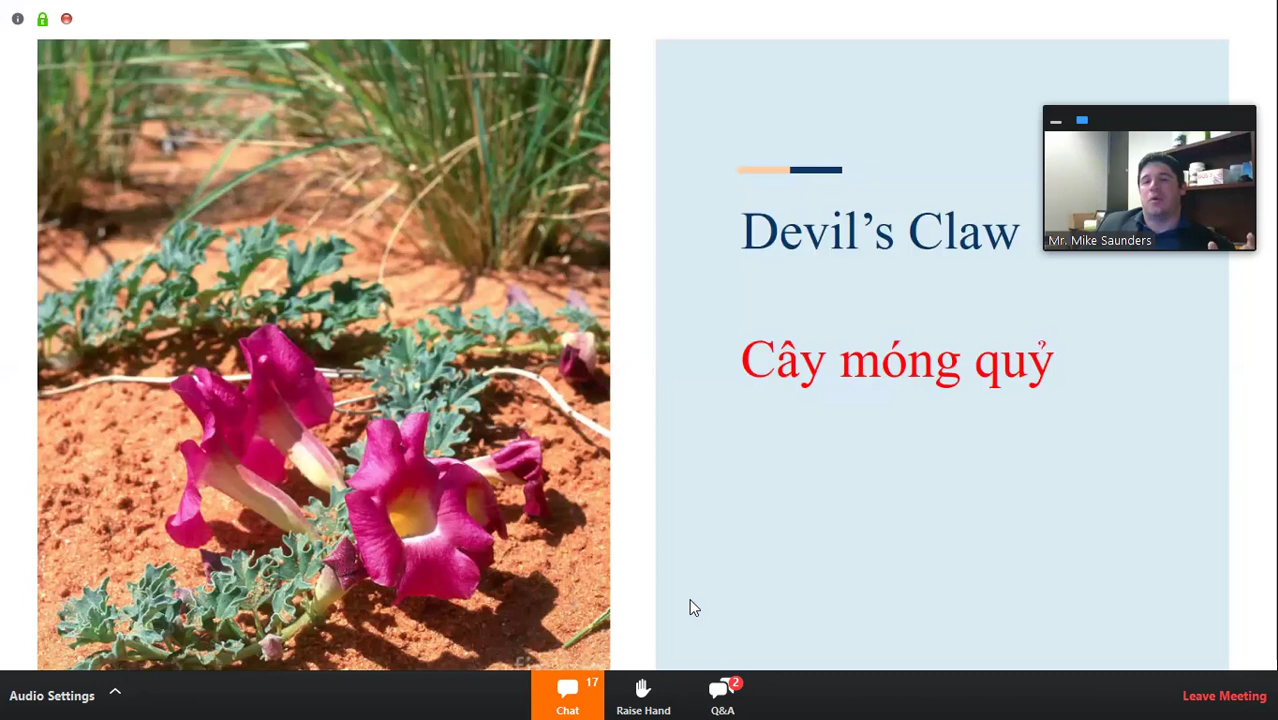 Devil's Claw
Mr. Mike Saunders
Cây móng quỷ
Audio Settings
17
Chat
Raise Hand
2
Q&A
Leave Meeting